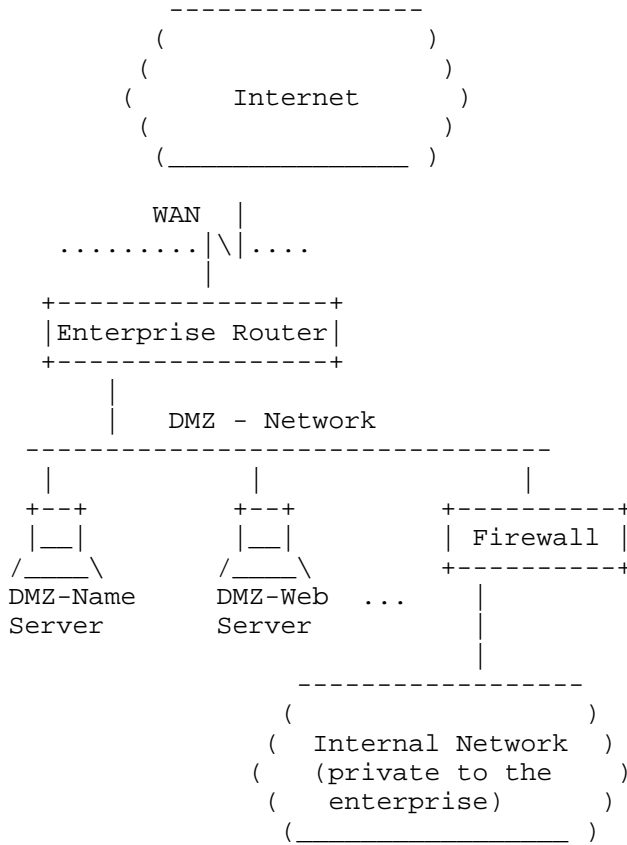 Internet
WAN
Enterprise Router
DMZ - Network
Firewall
DMZ-Name DMZ-Web ...
Server Server
Internal Network
(private to the
enterprise)